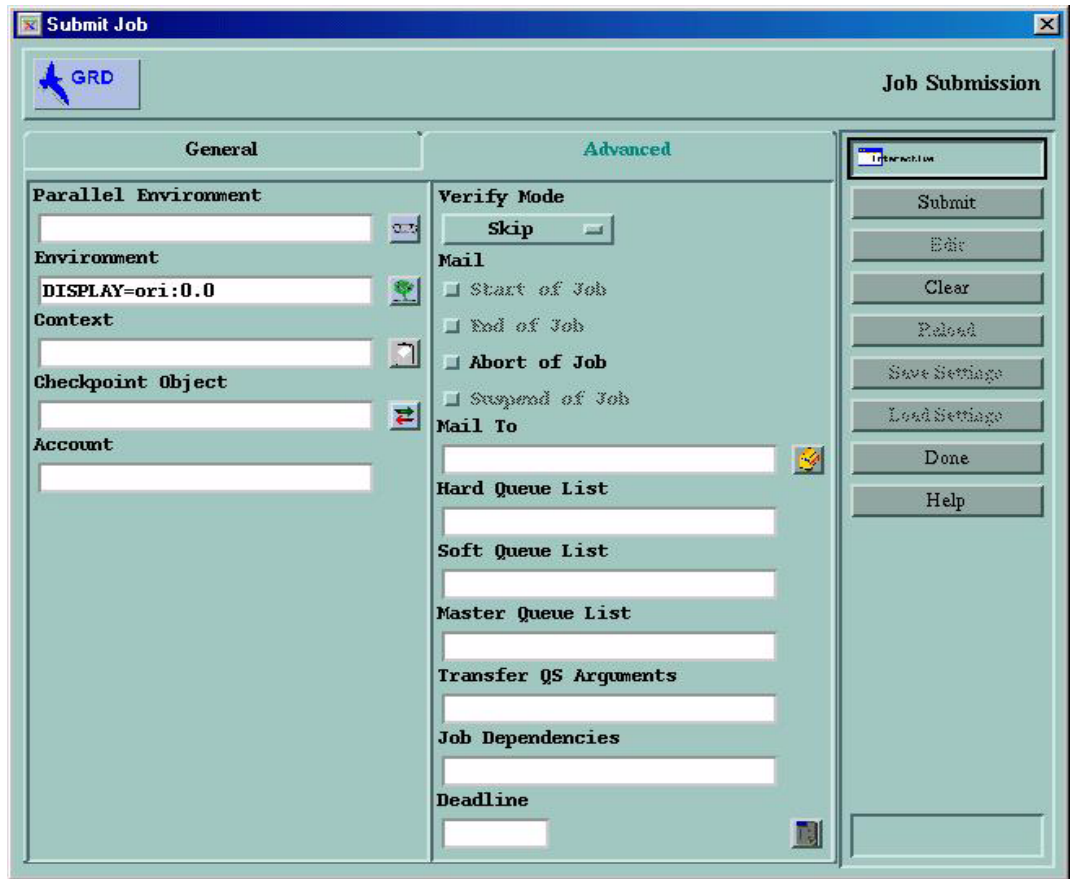 Submit Job
GRD
Job Submission
General
Advanced
Parallel Environment
Environment
DISPLAY=ori:0.0
Context
Checkpoint Object
Account
Verify Mode
Skip
Mail
Start of Job
End of Job
Abort of Job
Suspend of Job
Mail To
Hard Queue List
Soft Queue List
Master Queue List
Transfer QS Arguments
Job Dependencies
Deadline
Interactive
Submit
Edit
Clear
Reload
Save Settings
Load Settings
Done
Help